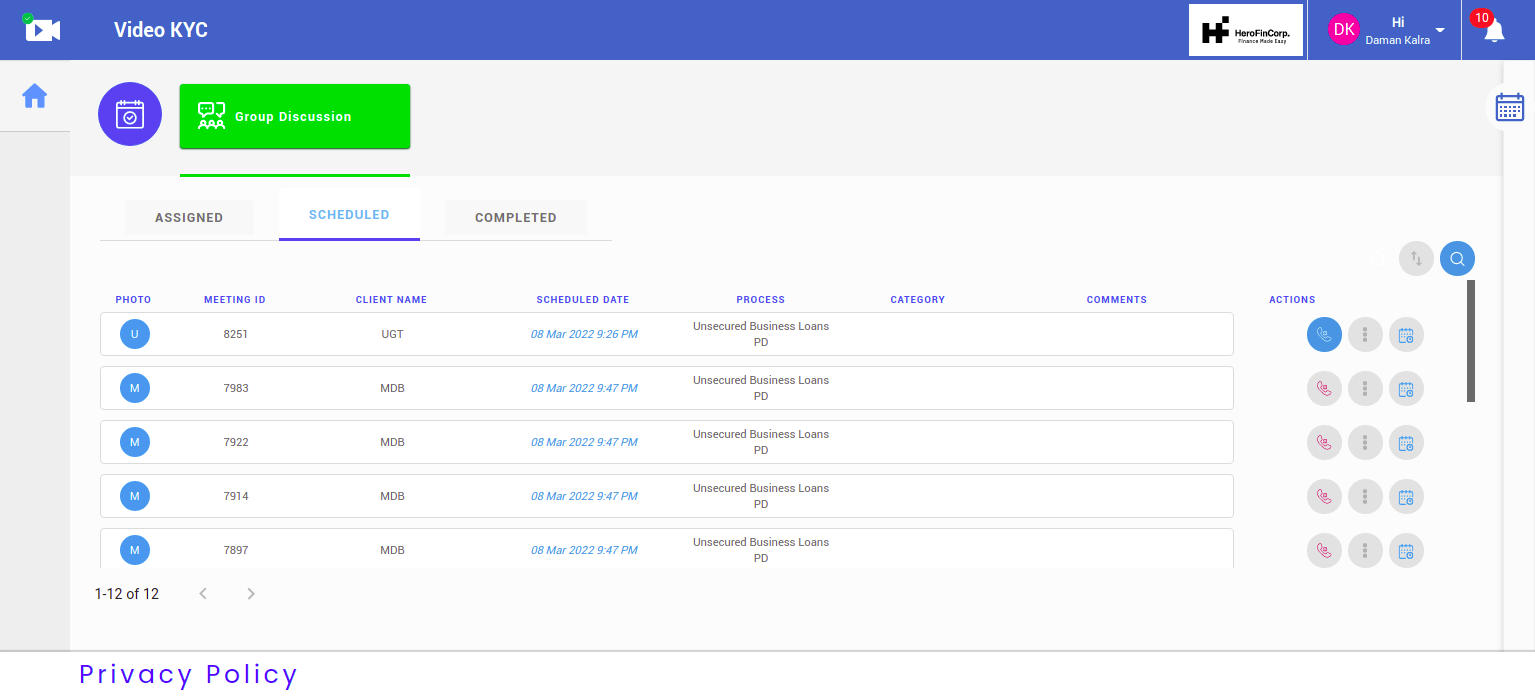 Video KYC
HeroFinCorp.
Finance Made Easy
DK
Hi
Daman Kalra
10
Group Discussion
ASSIGNED
SCHEDULED
COMPLETED
PHOTO MEETING ID CLIENT NAME SCHEDULED DATE PROCESS CATEGORY COMMENTS ACTIONS
U 8251 UGT 08 Mar 2022 9:26 PM Unsecured Business Loans
PD
M 7983 MDB 08 Mar 2022 9:47 PM Unsecured Business Loans
PD
M 7922 MDB 08 Mar 2022 9:47 PM Unsecured Business Loans
PD
M 7914 MDB 08 Mar 2022 9:47 PM Unsecured Business Loans
PD
M 7897 MDB 08 Mar 2022 9:47 PM Unsecured Business Loans
PD
1-12 of 12
Privacy Policy